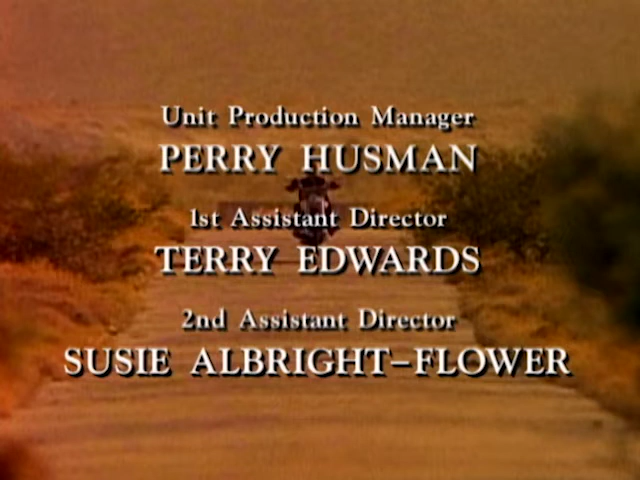 Unit Production Manager
PERRY HUSMAN
1st Assistant Director
TERRY EDWARDS
2nd Assistant Director
SUSIE ALBRIGHT-FLOWER